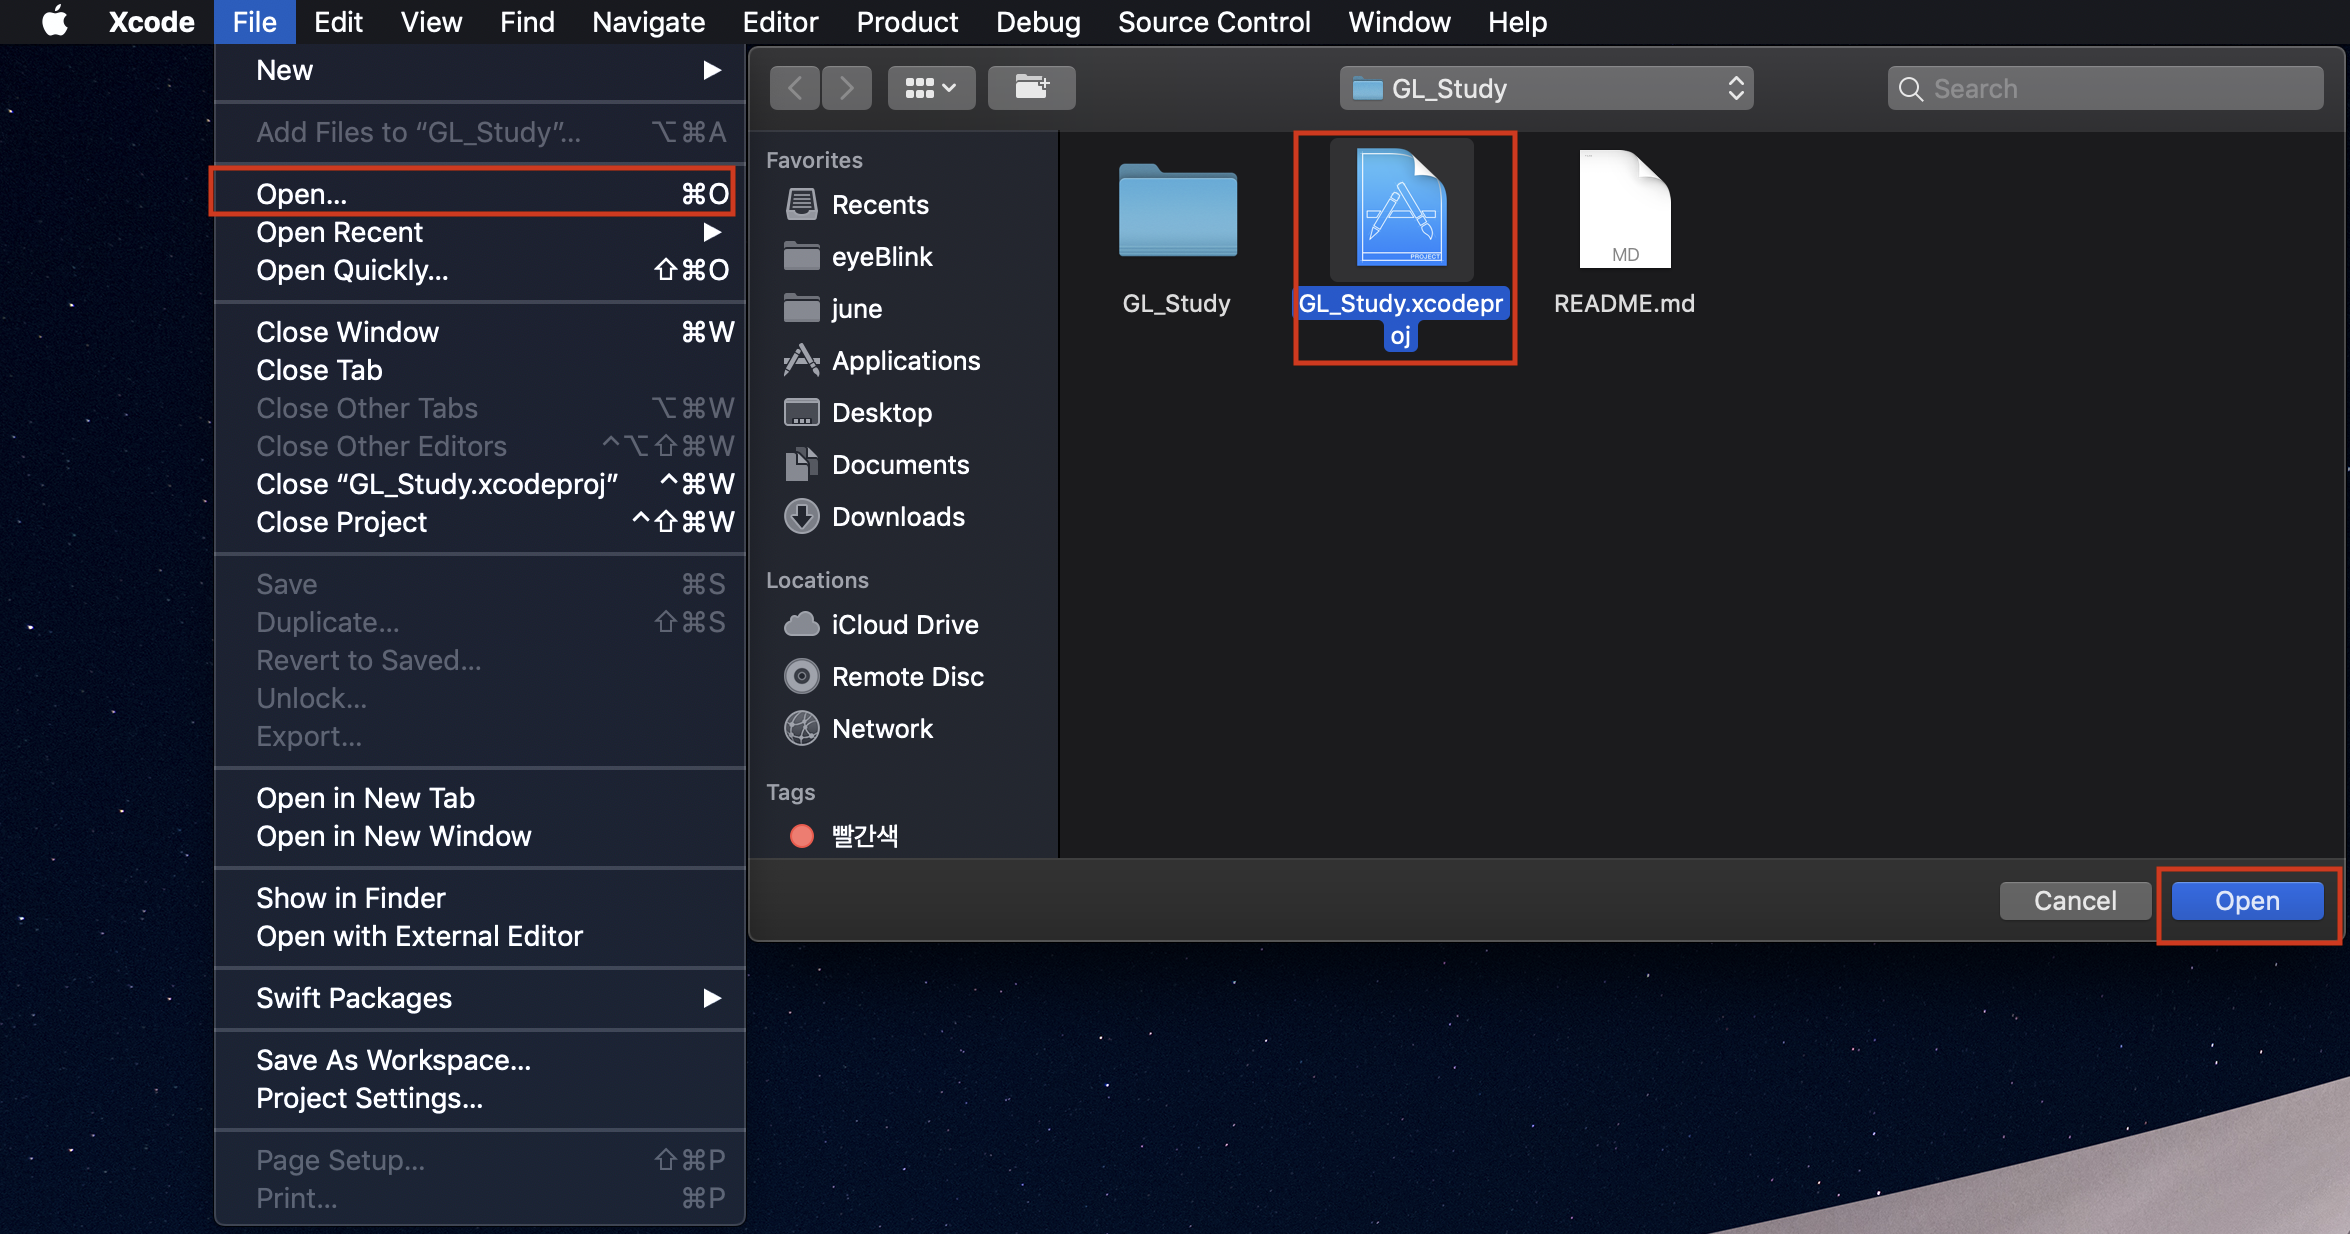 Xcode File Edit View Find Navigate Editor Product Debug Source Control Window Help
New
Add Files to “GL_Study”... ⌥⌘A
Open... ⌘O
Open Recent
Open Quickly... ⇧⌘O
Close Window ⌘W
Close Tab
Close Other Tabs ⌥⌘W
Close Other Editors ^⌥⇧⌘W
Close “GL_Study.xcodeproj” ^⌘W
Close Project ^⇧⌘W
Save ⌘S
Duplicate... ⇧⌘S
Revert to Saved...
Unlock...
Export...
Open in New Tab
Open in New Window
Show in Finder
Open with External Editor
Swift Packages
Save As Workspace...
Project Settings...
Page Setup... ⇧⌘P
Print... ⌘P
GL_Study
Search
Favorites
Recents
eyeBlink
june
Applications
Desktop
Documents
Downloads
Locations
iCloud Drive
Remote Disc
Network
Tags
빨간색
GL_Study
PROJECT
GL_Study.xcodepr
oj
MD
README.md
Cancel Open